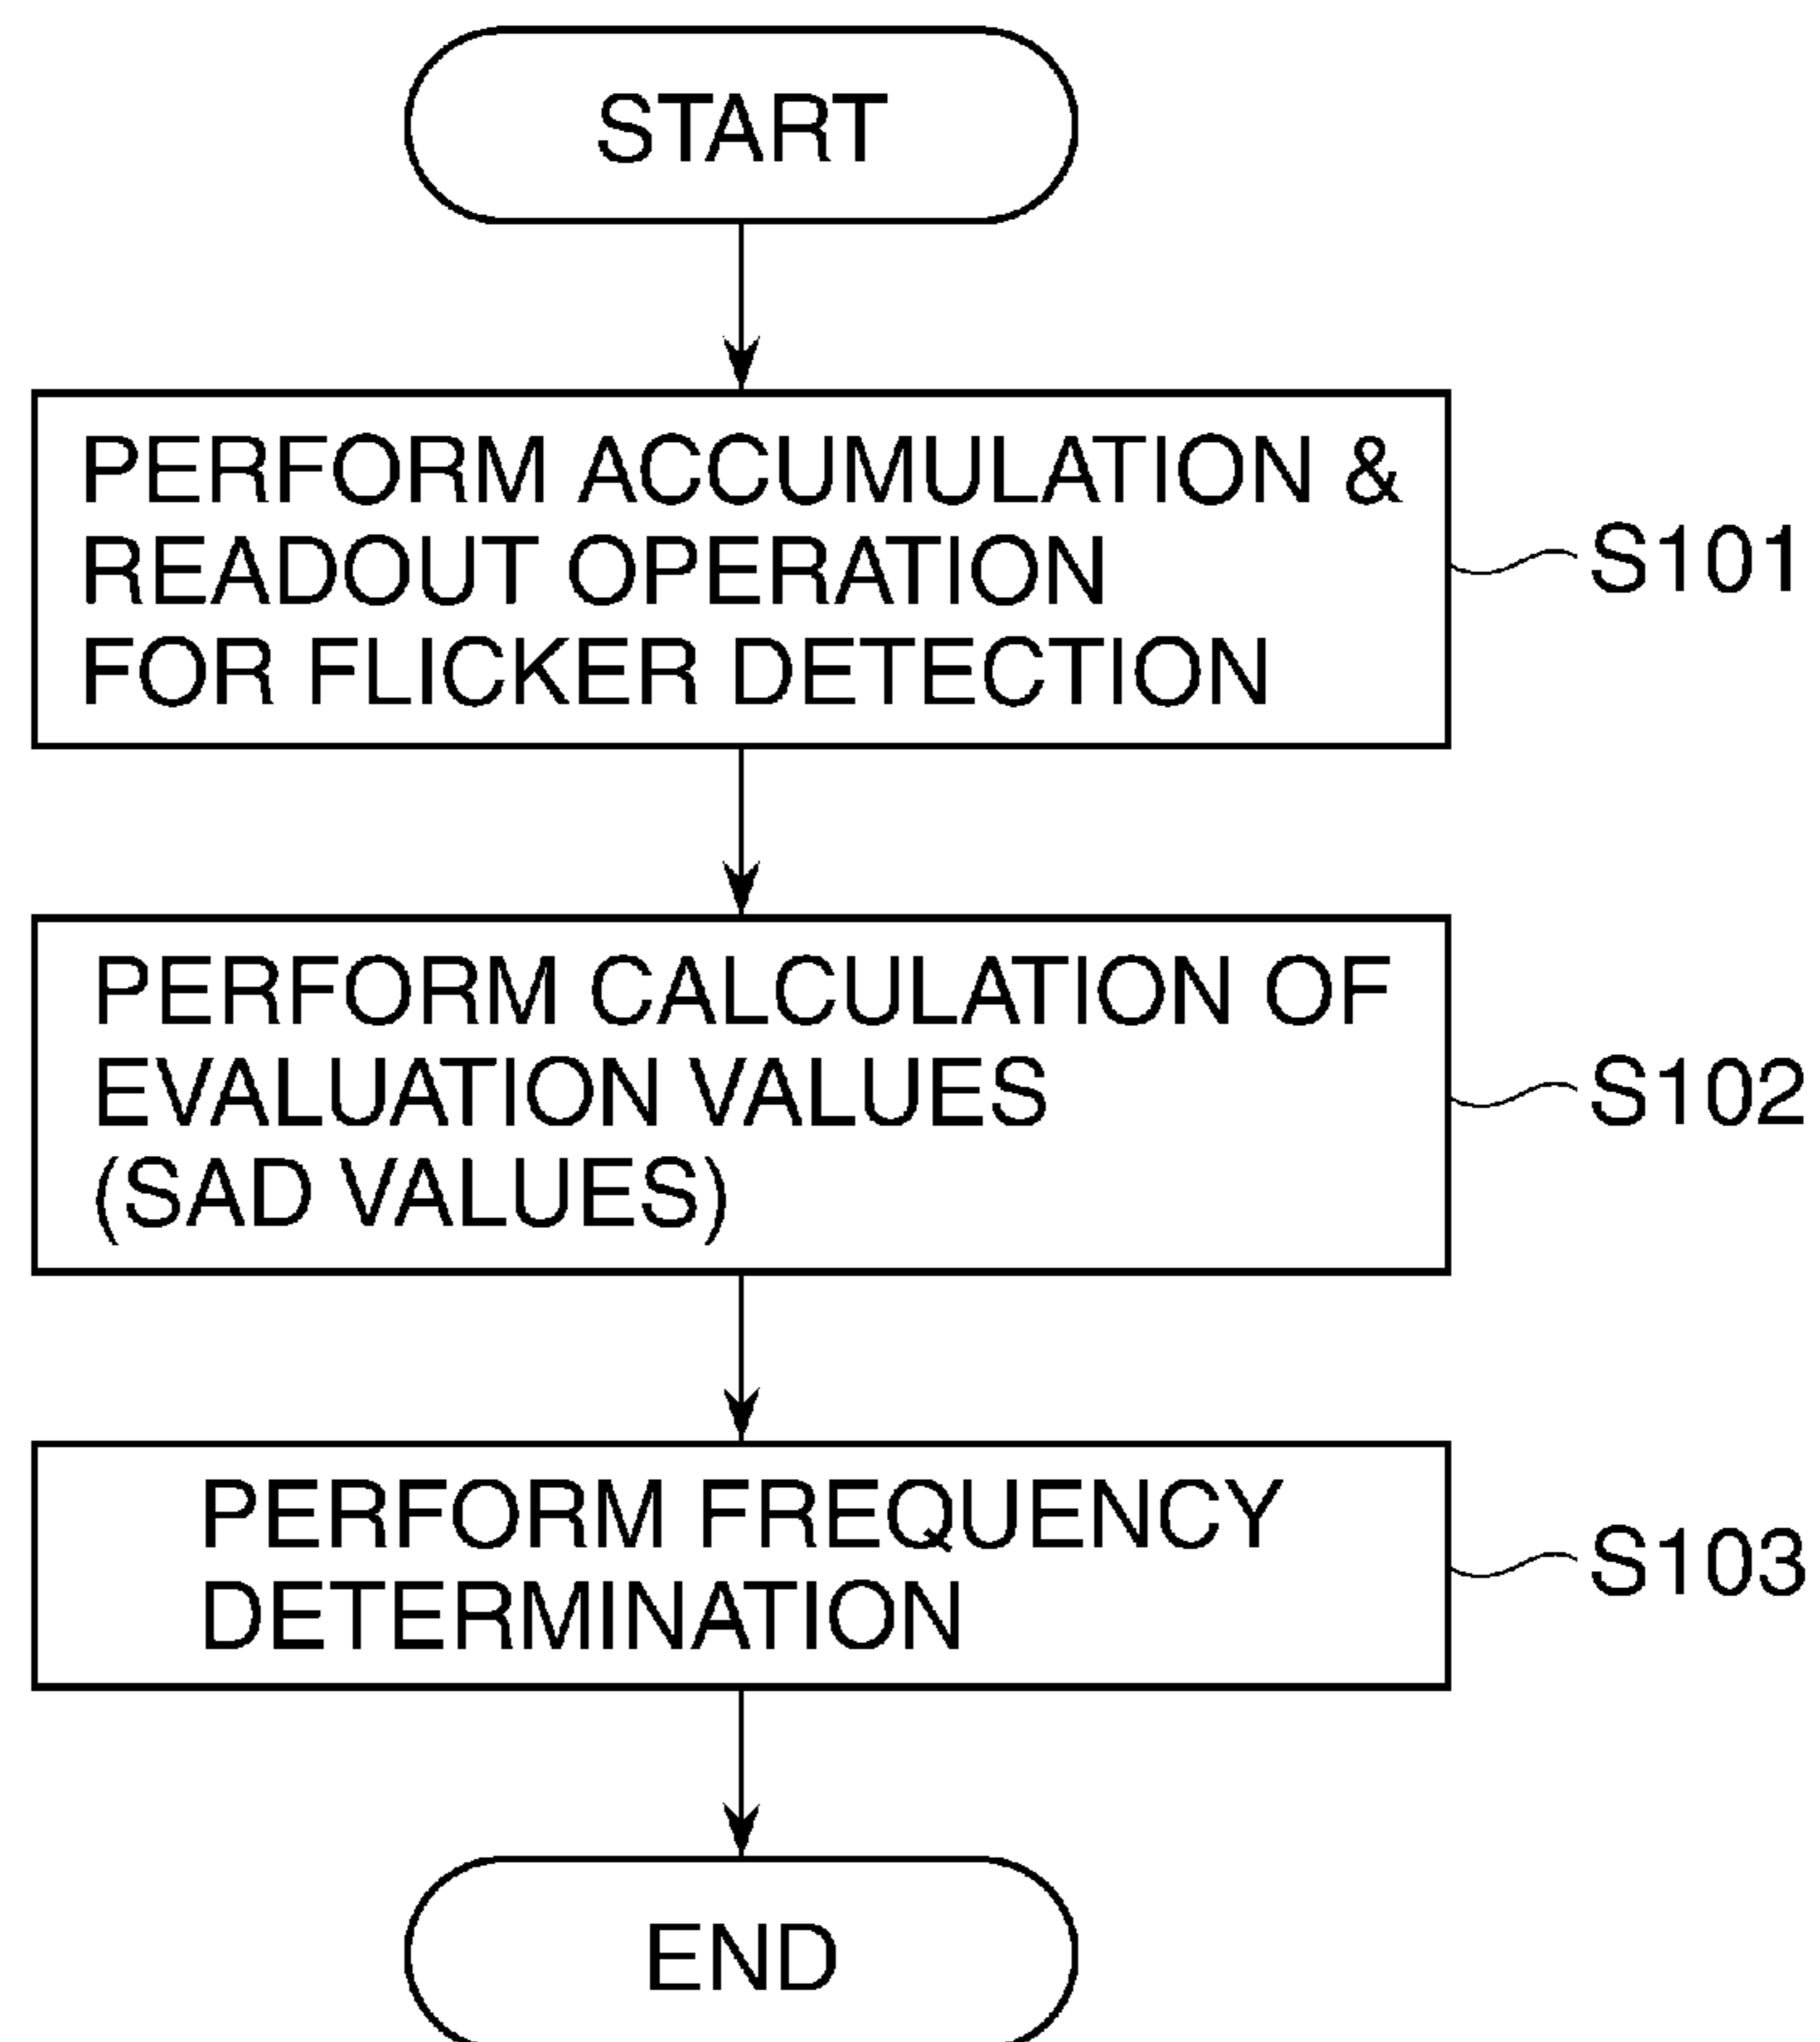 START
PERFORM ACCUMULATION &
READOUT OPERATION
FOR FLICKER DETECTION
S101
PERFORM CALCULATION OF
EVALUATION VALUES
(SAD VALUES)
S102
PERFORM FREQUENCY
DETERMINATION
S103
END